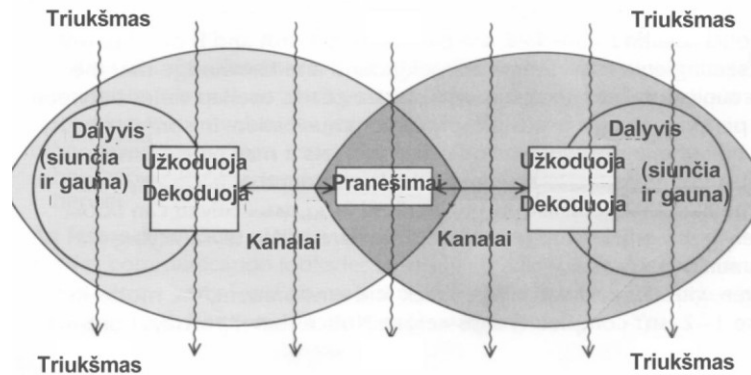 Triukšmas
Triukšmas
Dalyvis
(siunčia
ir gauna)
Užkoduoja
Dekoduoja
Pranešimai
Užkoduoja
Dekoduoja
Dalyvis
(siunčia
ir gauna)
Kanalai
Kanalai
Triukšmas
Triukšmas